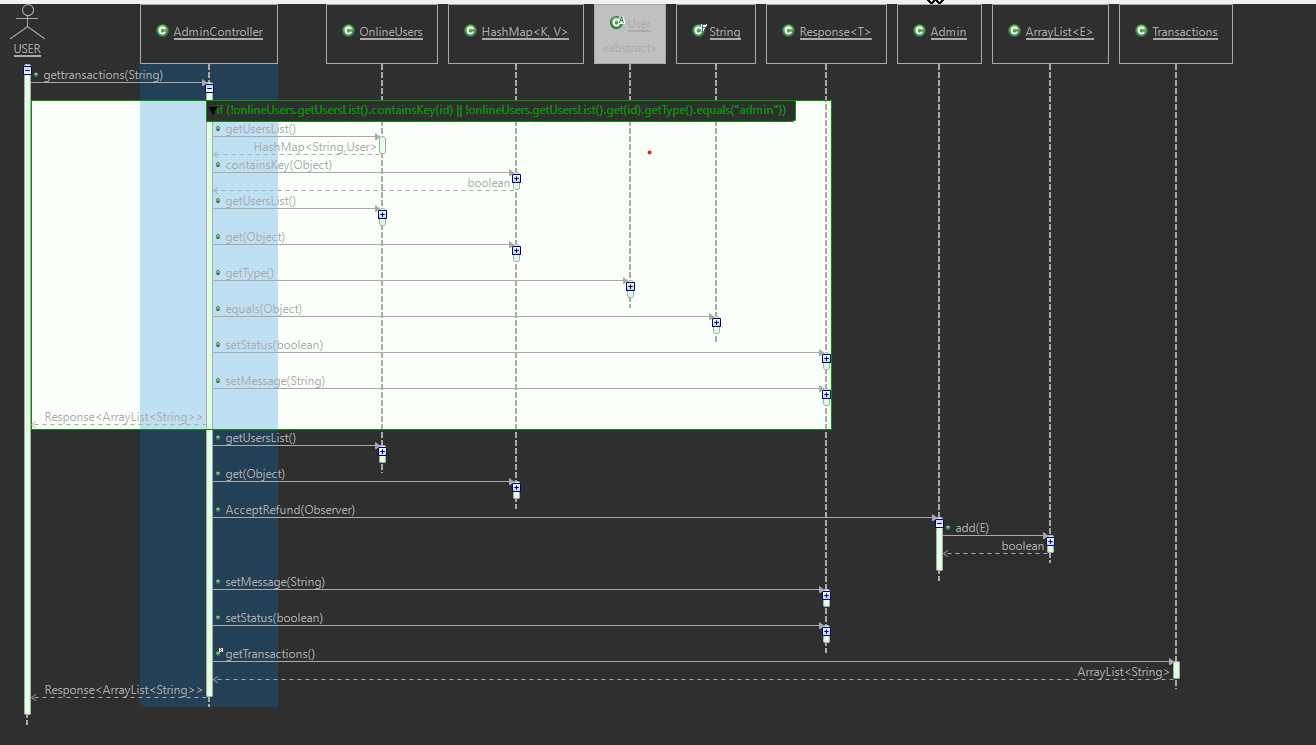 USER
AdminController
OnlineUsers
HashMap<K, V>
User
«abstract»
String
Response<T>
Admin
ArrayList<E>
Transactions
gettransactions(String)
if (!onlineUsers.getUsersList().containsKey(id) || !onlineUsers.getUsersList().get(id).getType().equals("admin"))
getUsersList()
HashMap<String,User>
containsKey(Object)
boolean
getUsersList()
get(Object)
getType()
equals(Object)
setStatus(boolean)
setMessage(String)
Response<ArrayList<String>>
getUsersList()
get(Object)
AcceptRefund(Observer)
add(E)
boolean
setMessage(String)
setStatus(boolean)
getTransactions()
ArrayList<String>
Response<ArrayList<String>>